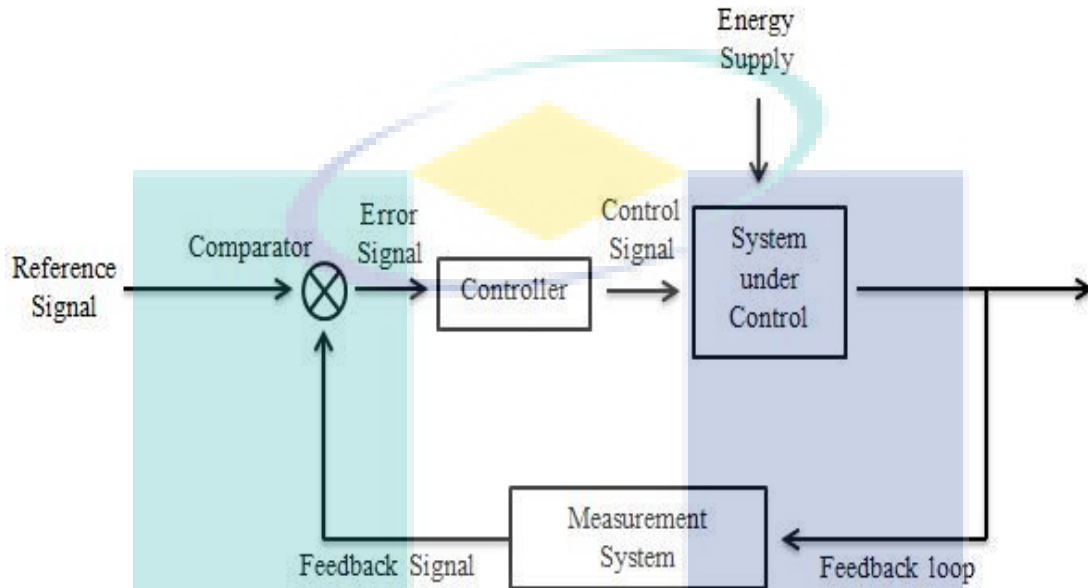 Energy
Supply
Control
Signal
Error
Signal
System
under
Control
Comparator
Reference
Signal
Controller
Measurement
System
Feedback Signal
Feedback loop